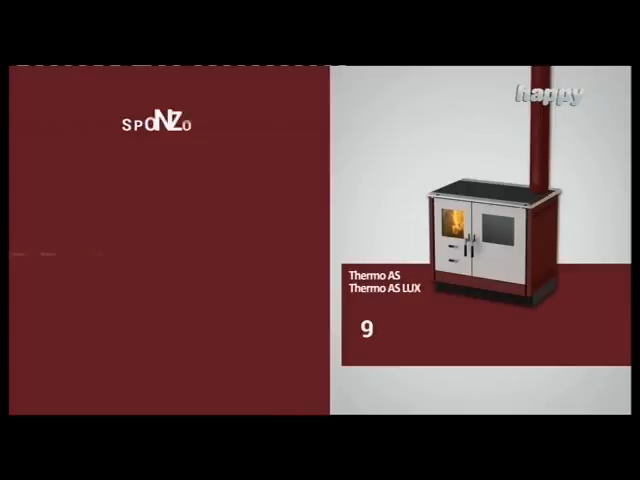 SPONZO
happy
Thermo AS
Thermo AS LUX
9